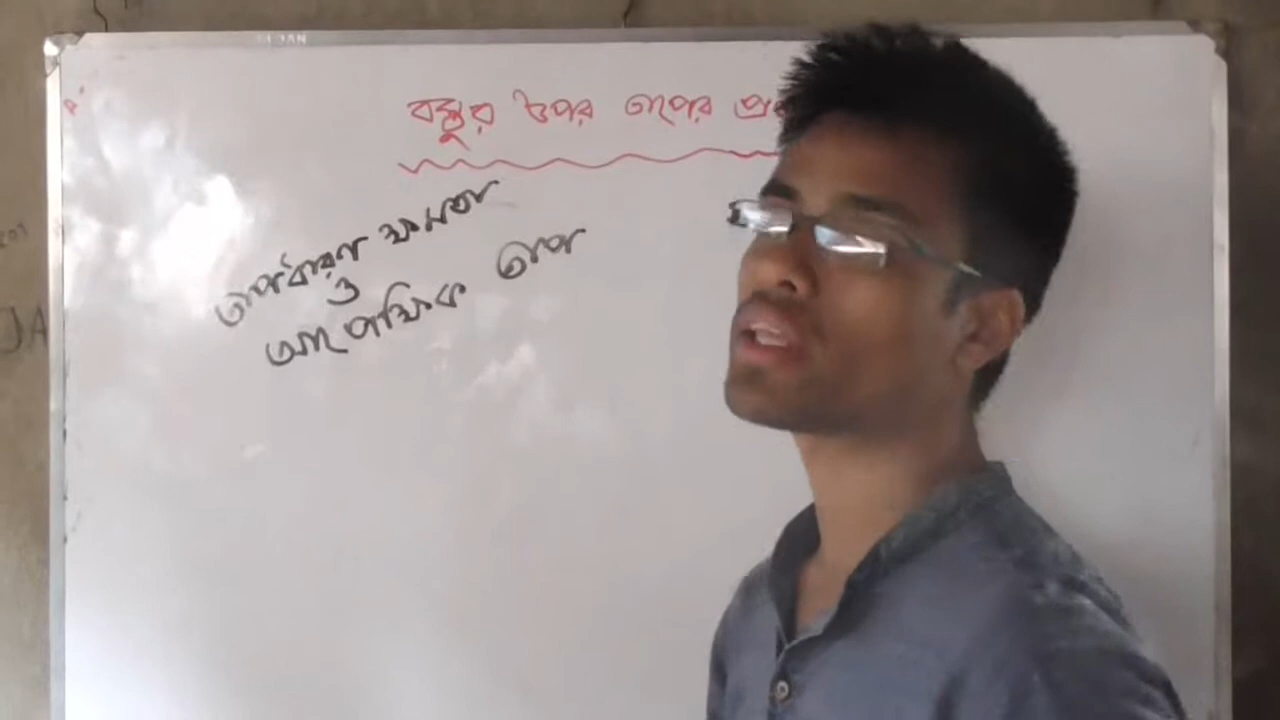 বস্তুর উপর তাপের প্র
তাপধারণ ক্ষমতা
ও
আপেক্ষিক তাপ